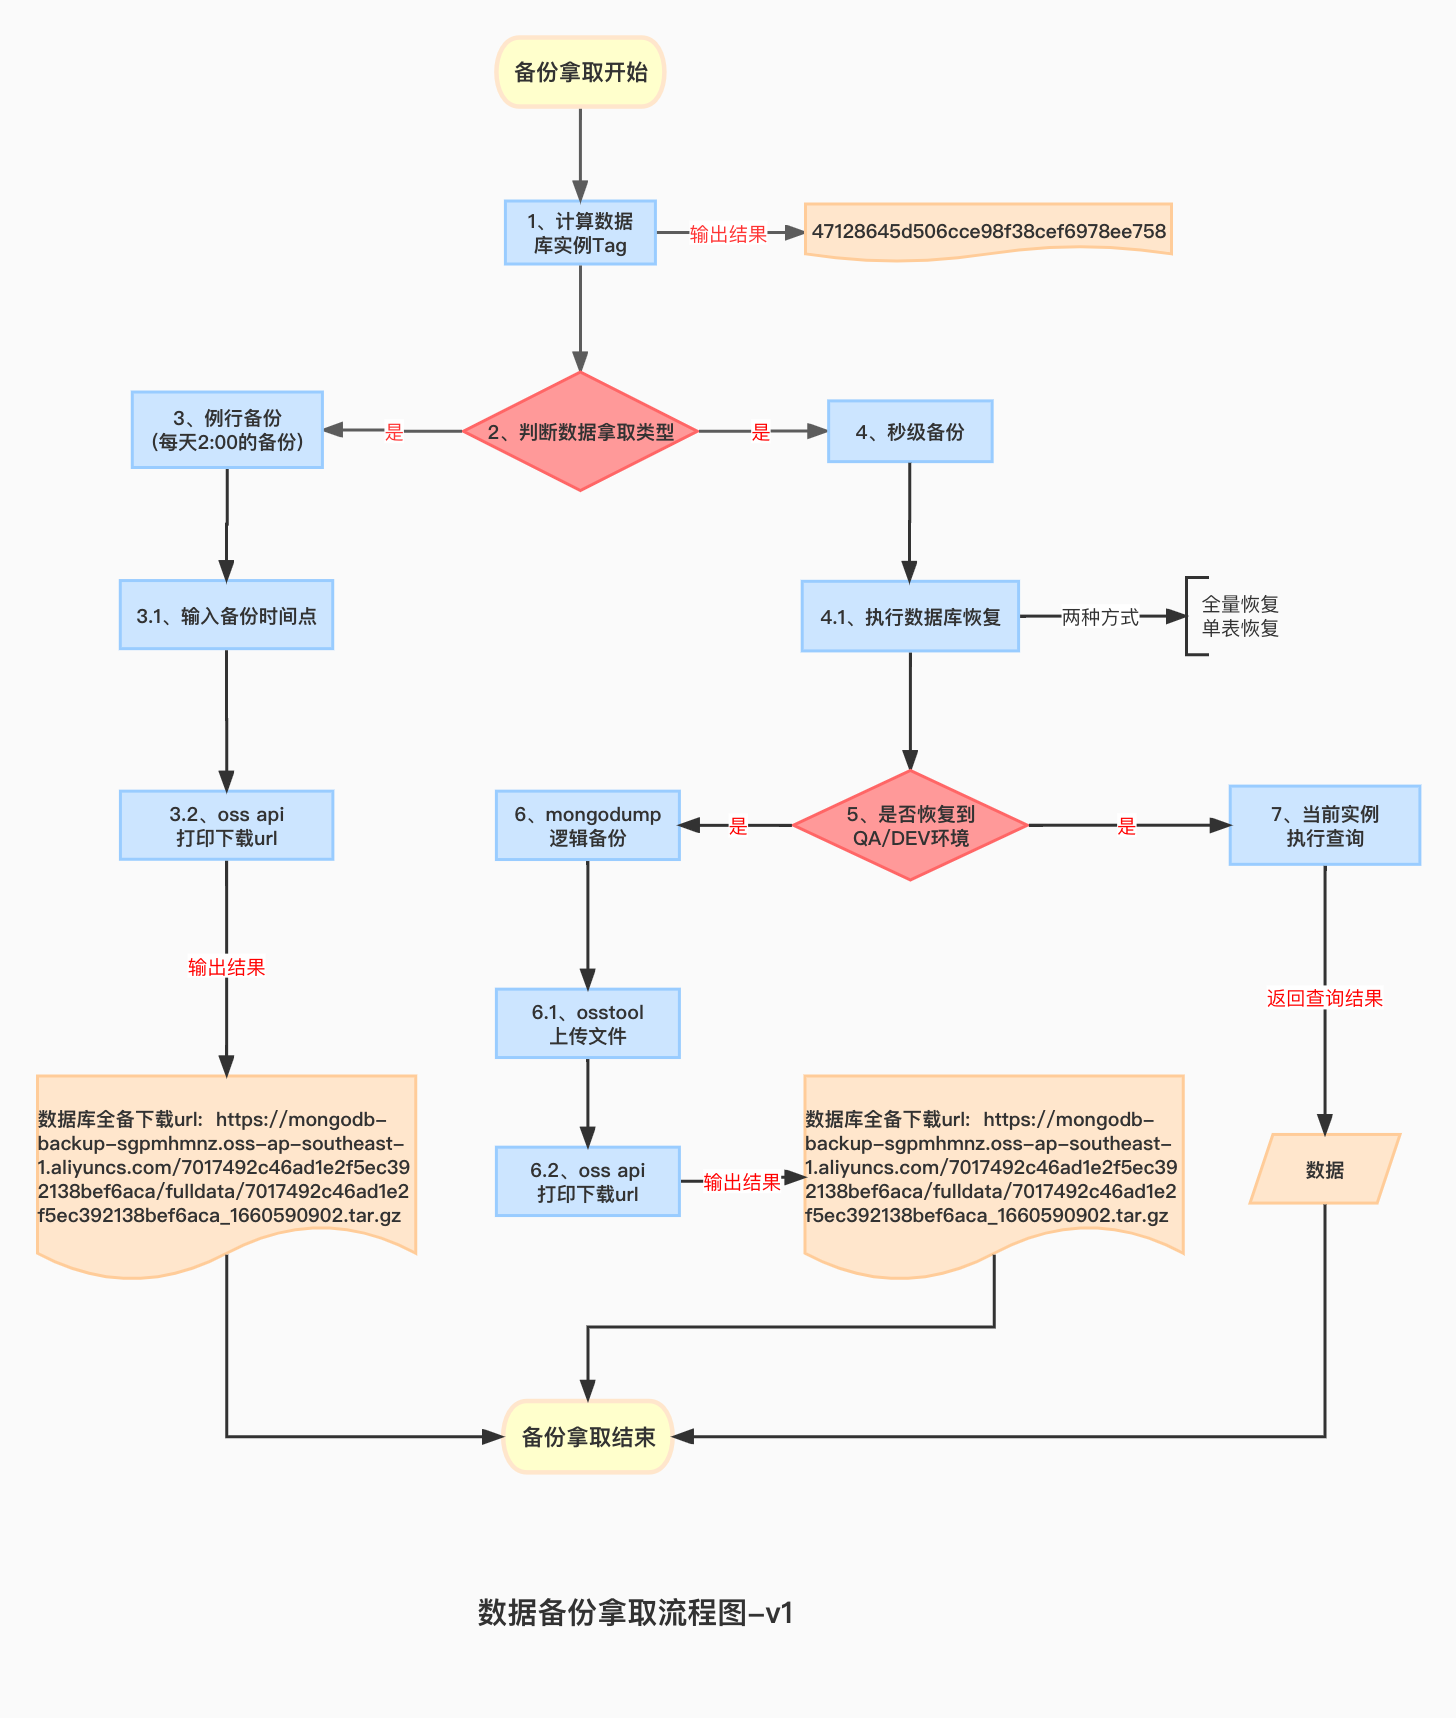 备份拿取开始
1、计算数据
库实例Tag
输出结果
47128645d506cce98f38cef6978ee758
3、例行备份
(每天2:00的备份)
是
2、判断数据拿取类型
是
4、秒级备份
3.1、输入备份时间点
4.1、执行数据库恢复
两种方式
全量恢复
单表恢复
3.2、oss api
打印下载url
6、mongodump
逻辑备份
是
5、是否恢复到
QA/DEV环境
是
7、当前实例
执行查询
输出结果
6.1、osstool
上传文件
返回查询结果
数据库全备下载url: https://mongodb-
backup-sgpmhmnz.oss-ap-southeast-
1.aliyuncs.com/7017492c46ad1e2f5ec39
2138bef6aca/fulldata/7017492c46ad1e2
f5ec392138bef6aca_1660590902.tar.gz
6.2、oss api
打印下载url
输出结果
数据库全备下载url: https://mongodb-
backup-sgpmhmnz.oss-ap-southeast-
1.aliyuncs.com/7017492c46ad1e2f5ec39
2138bef6aca/fulldata/7017492c46ad1e2
f5ec392138bef6aca_1660590902.tar.gz
数据
备份拿取结束
数据备份拿取流程图-v1